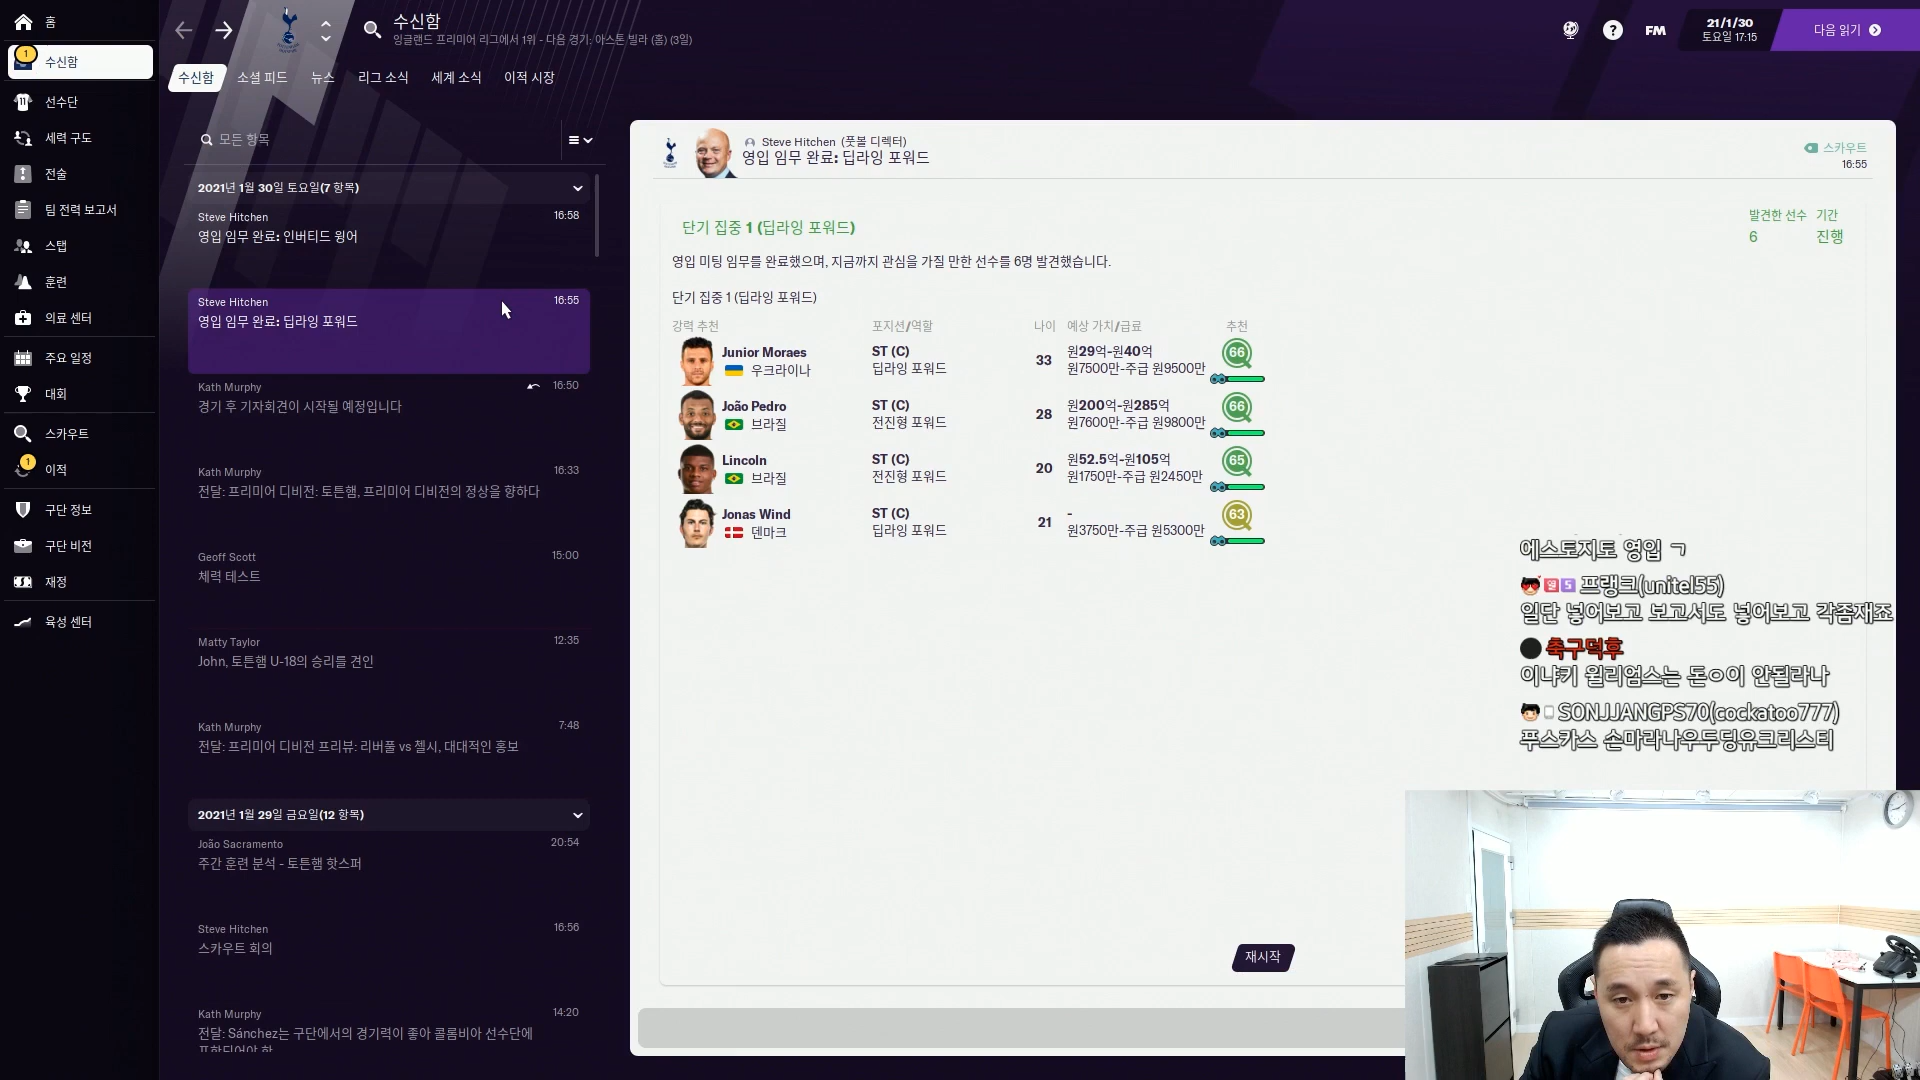 홈
1
수신함
선수단
세력 구도
전술
팀 전력 보고서
스탭
훈련
의료 센터
주요 일정
대회
스카우트
1
이적
구단 정보
구단 비전
재정
육성 센터
수신함
잉글랜드 프리미어 리그에서 1위 - 다음 경기: 아스톤 빌라 (홈) (3일)
FM
21/1/30
토요일 17:15
다음 읽기
수신함 소셜 피드 뉴스 리그 소식 세계 소식 이적 시장
모든 항목
2021년 1월 30일 토요일(7 항목)
Steve Hitchen 16:58
영입 임무 완료: 인버티드 윙어
Steve Hitchen 16:55
영입 임무 완료: 딥라잉 포워드
Kath Murphy 16:50
경기 후 기자회견이 시작될 예정입니다
Kath Murphy 16:33
전달: 프리미어 디비전: 토튼햄, 프리미어 디비전의 정상을 향하다
Geoff Scott 15:00
체력 테스트
Matty Taylor 12:35
John, 토튼햄 U-18의 승리를 견인
Kath Murphy 7:48
전달: 프리미어 디비전 프리뷰: 리버풀 vs 첼시, 대대적인 홍보
2021년 1월 29일 금요일(12 항목)
João Sacramento 20:54
주간 훈련 분석 - 토튼햄 핫스퍼
Steve Hitchen 16:56
스카우트 회의
Kath Murphy 14:20
전달: Sánchez는 구단에서의 경기력이 좋아 콜롬비아 선수단에
포함되어야 함
Steve Hitchen (풋볼 디렉터)
영입 임무 완료: 딥라잉 포워드
스카우트
16:55
단기 집중 1 (딥라잉 포워드)
발견한 선수 기간
6 진행
영입 미팅 임무를 완료했으며, 지금까지 관심을 가질 만한 선수를 6명 발견했습니다.
단기 집중 1 (딥라잉 포워드)
강력 추천 포지션/역할 나이 예상 가치/급료 추천
Junior Moraes ST (C) 33 원29억-원40억 66
우크라이나 딥라잉 포워드 원7500만-주급 원9500만
João Pedro ST (C) 28 원200억-원285억 66
브라질 전진형 포워드 원7600만-주급 원9800만
Lincoln ST (C) 20 원52.5억-원105억 65
브라질 전진형 포워드 원1750만-주급 원2450만
Jonas Wind ST (C) 21 - 63
덴마크 딥라잉 포워드 원3750만-주급 원5300만
재시작
에스토지토 영입 ㄱ
프랭크(unitel55)
일단 넣어보고 보고서도 넣어보고 각좀재죠
축구덕후
이냐키 윌리엄스는 돈ㅇ이 안될라나
SONJJANGPS70(cockatoo777)
푸스카스 손마라나우두딩유크리스티